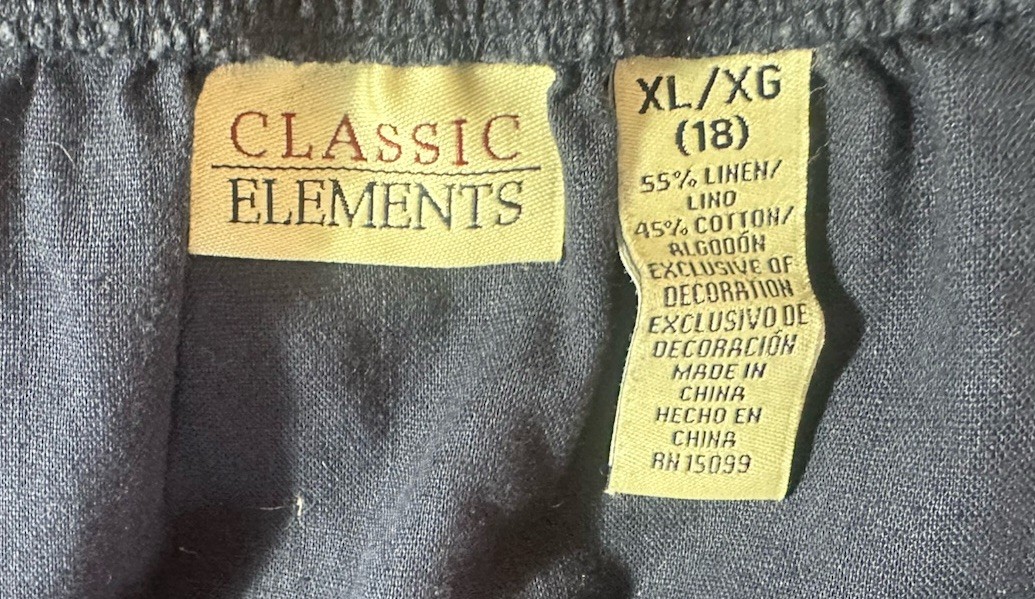 CLASSIC
ELEMENTS
XL/XG
(18)
55% LINEN/
LINO
45% COTTON/
ALGODÓN
EXCLUSIVE OF
DECORATION
EXCLUSIVO DE
DECORACIÓN
MADE IN
CHINA
HECHO EN
CHINA
RN 15099